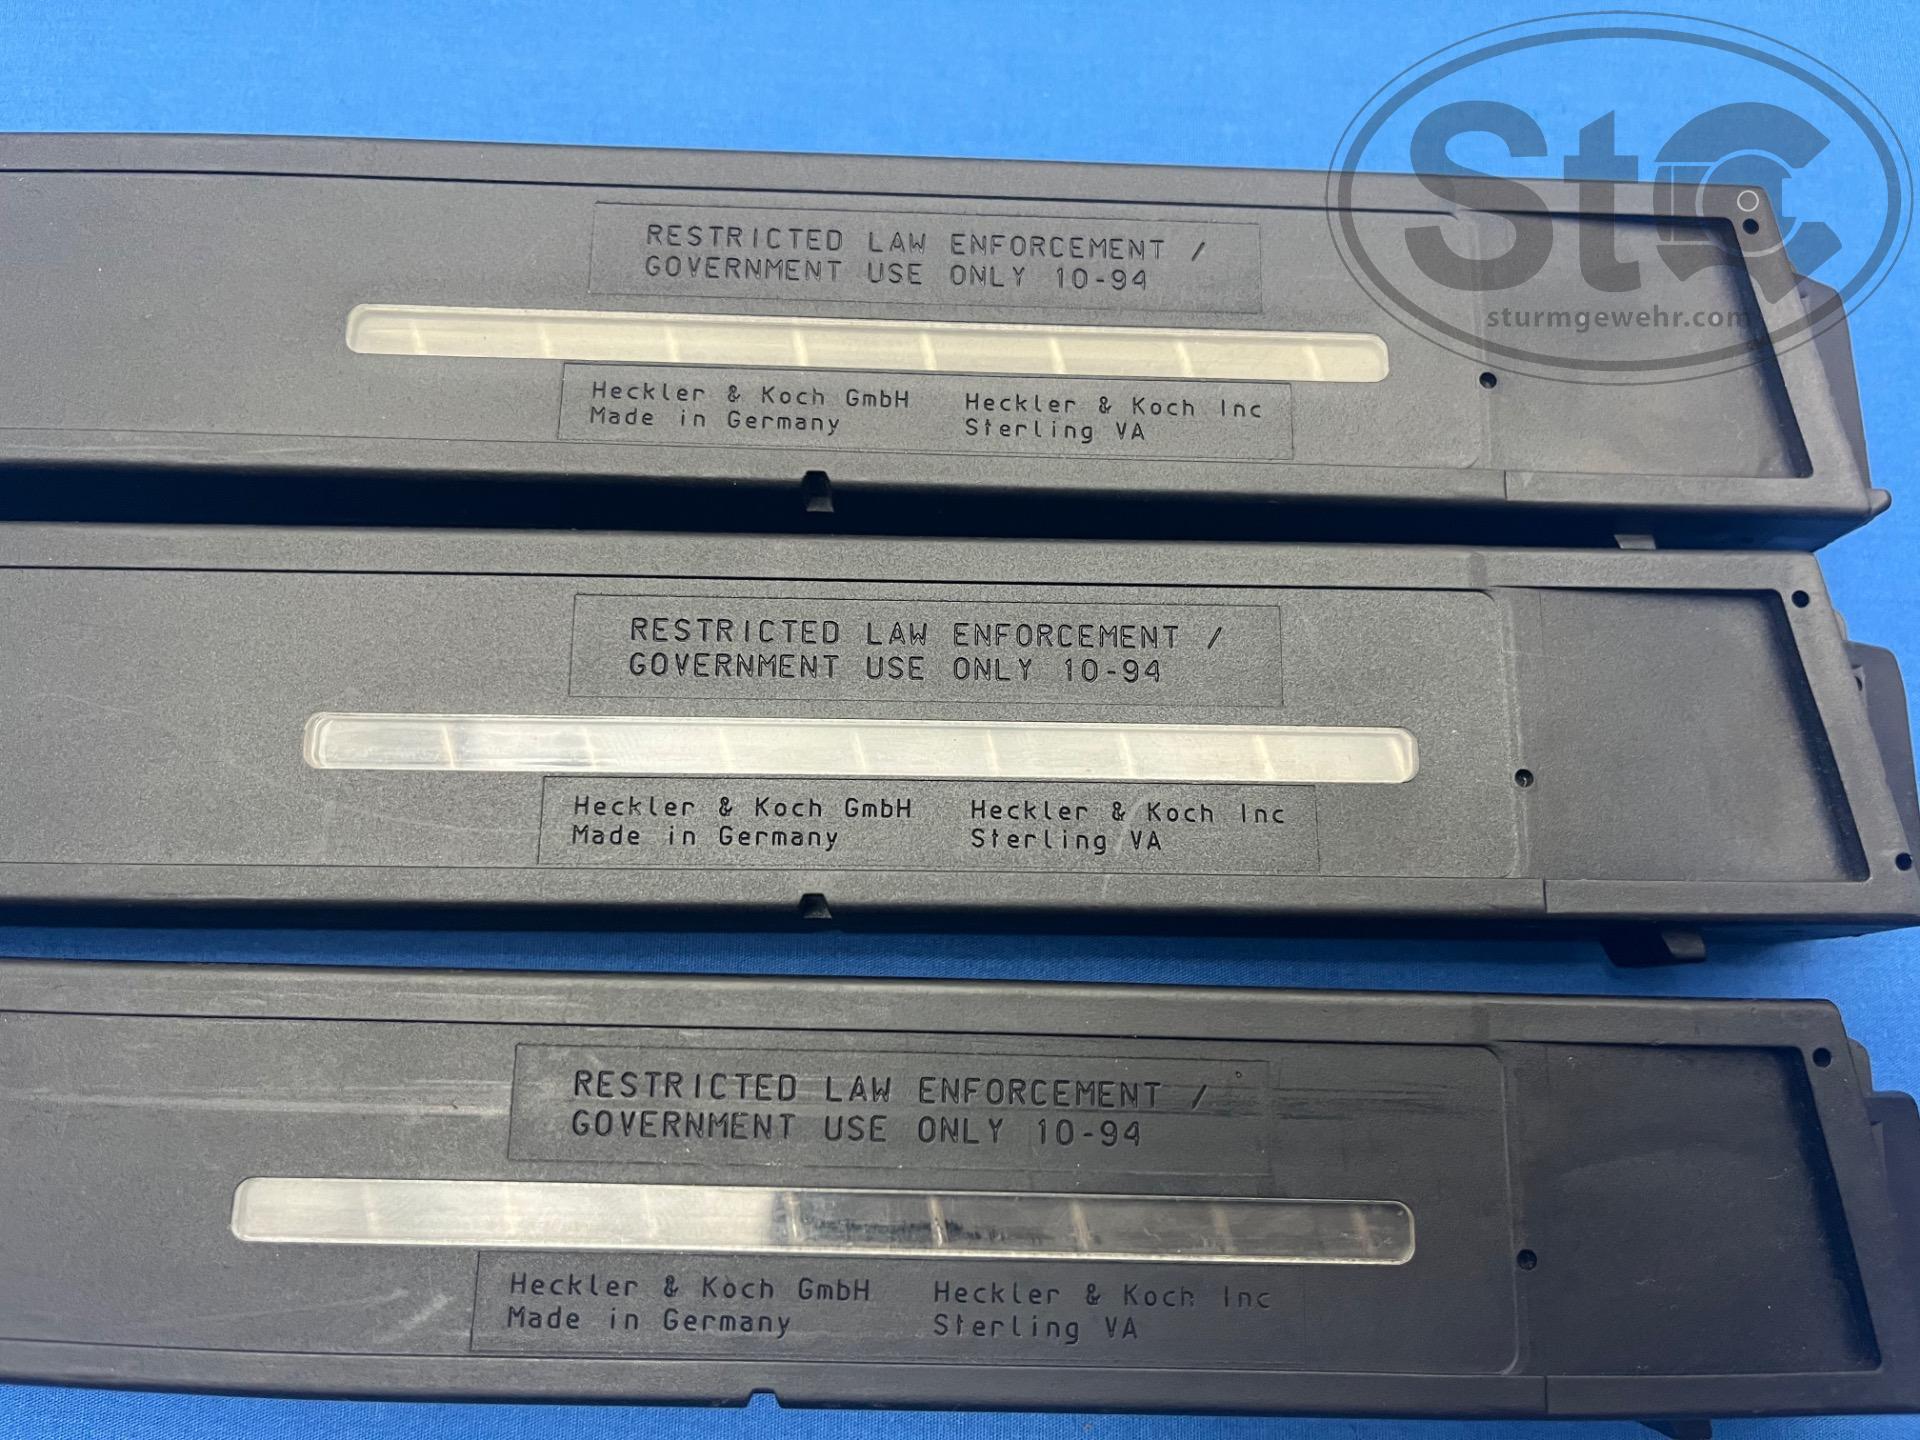 StG
sturmgewehr.com
RESTRICTED LAW ENFORCEMENT /
GOVERNMENT USE ONLY 10-94
Heckler & Koch GmbH
Made in Germany
Heckler & Koch Inc
Sterling VA
RESTRICTED LAW ENFORCEMENT /
GOVERNMENT USE ONLY 10-94
Heckler & Koch GmbH
Made in Germany
Heckler & Koch Inc
Sterling VA
RESTRICTED LAW ENFORCEMENT /
GOVERNMENT USE ONLY 10-94
Heckler & Koch GmbH
Made in Germany
Heckler & Koch Inc
Sterling VA